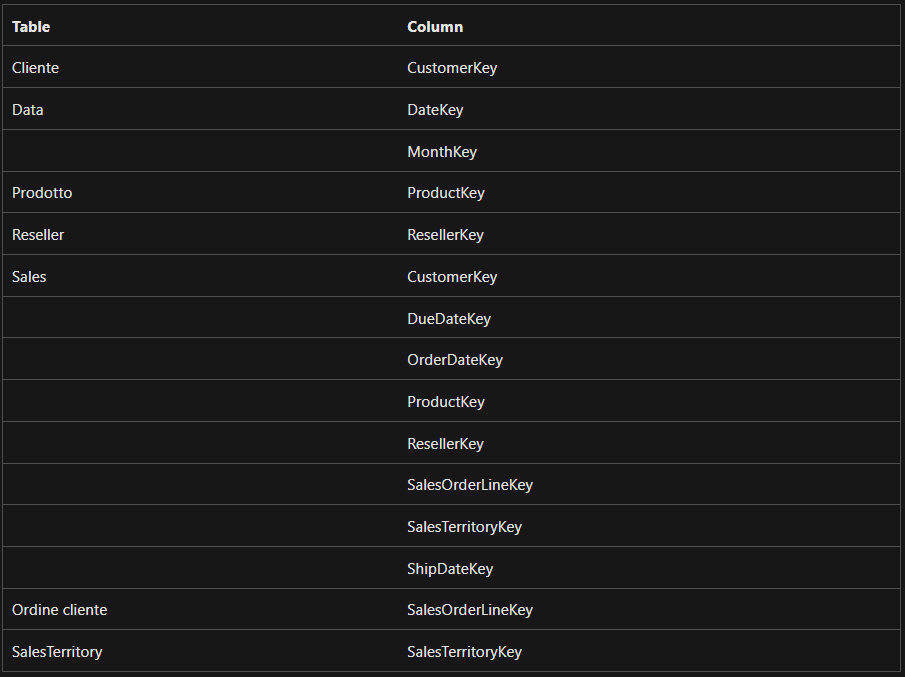 Table Column
Cliente CustomerKey
Data DateKey
MonthKey
Prodotto ProductKey
Reseller ResellerKey
Sales CustomerKey
DueDateKey
OrderDateKey
ProductKey
ResellerKey
SalesOrderLineKey
SalesTerritoryKey
ShipDateKey
Ordine cliente SalesOrderLineKey
SalesTerritory SalesTerritoryKey